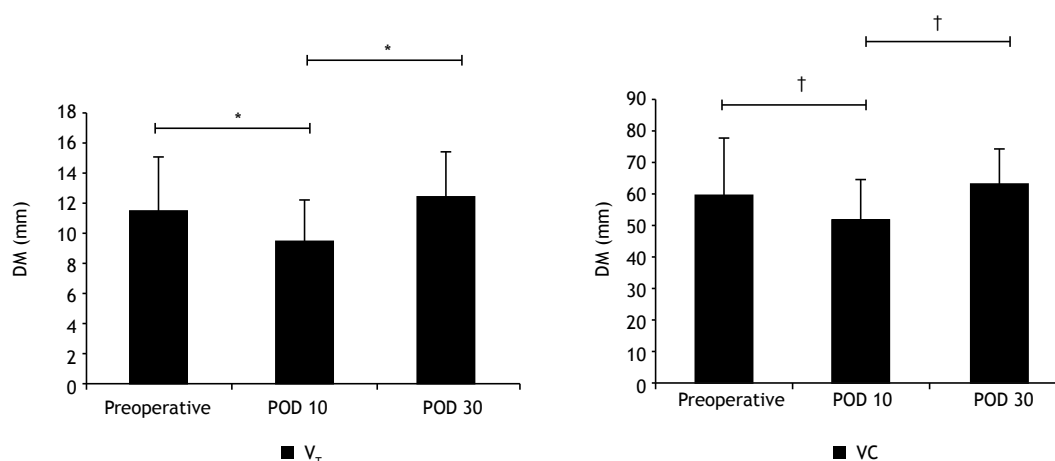 *
*
18
16
14
12
10
8
6
4
2
0
DM (mm)
Preoperative
POD 10
POD 30
V_T
†
†
90
80
70
60
50
40
30
20
10
0
DM (mm)
Preoperative
POD 10
POD 30
VC